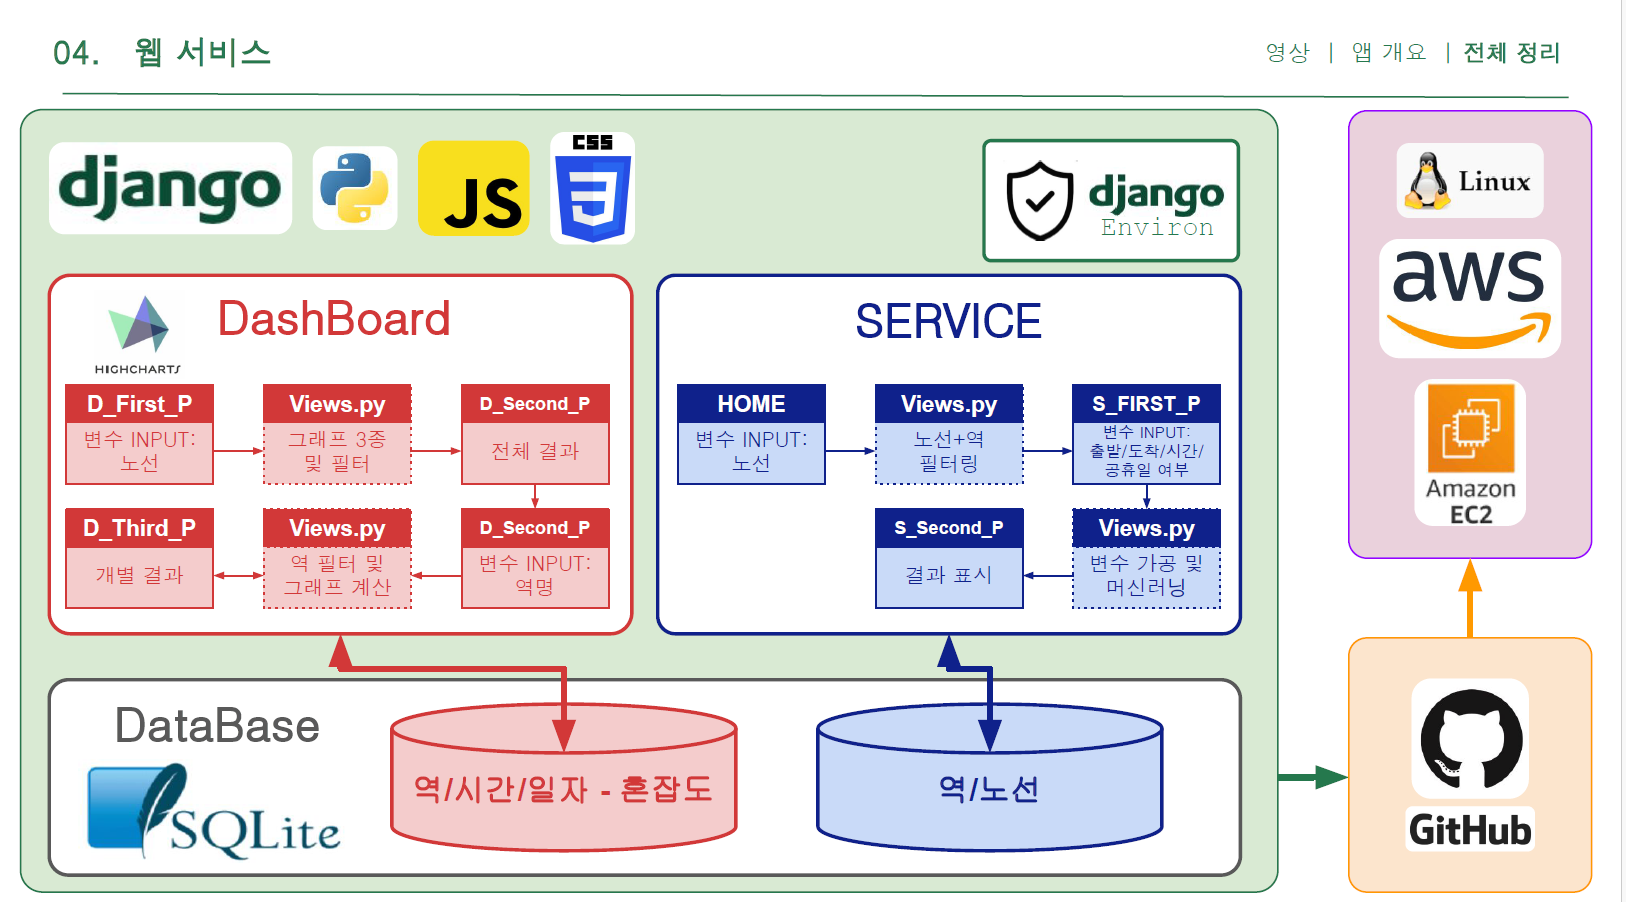 04. 웹 서비스
영상 | 앱 개요 | 전체 정리
django
JS
CSS
django
Environ
Linux
aws
Amazon
EC2
HIGHCHARTS
DashBoard
D_First_P
변수 INPUT:
노선
Views.py
그래프 3종
및 필터
D_Second_P
전체 결과
D_Third_P
개별 결과
Views.py
역 필터 및
그래프 계산
D_Second_P
변수 INPUT:
역명
SERVICE
HOME
변수 INPUT:
노선
Views.py
노선+역
필터링
S_FIRST_P
변수 INPUT:
출발/도착/시간/
공휴일 여부
S_Second_P
결과 표시
Views.py
변수 가공 및
머신러닝
DataBase
SQLite
역/시간/일자 - 혼잡도
역/노선
GitHub